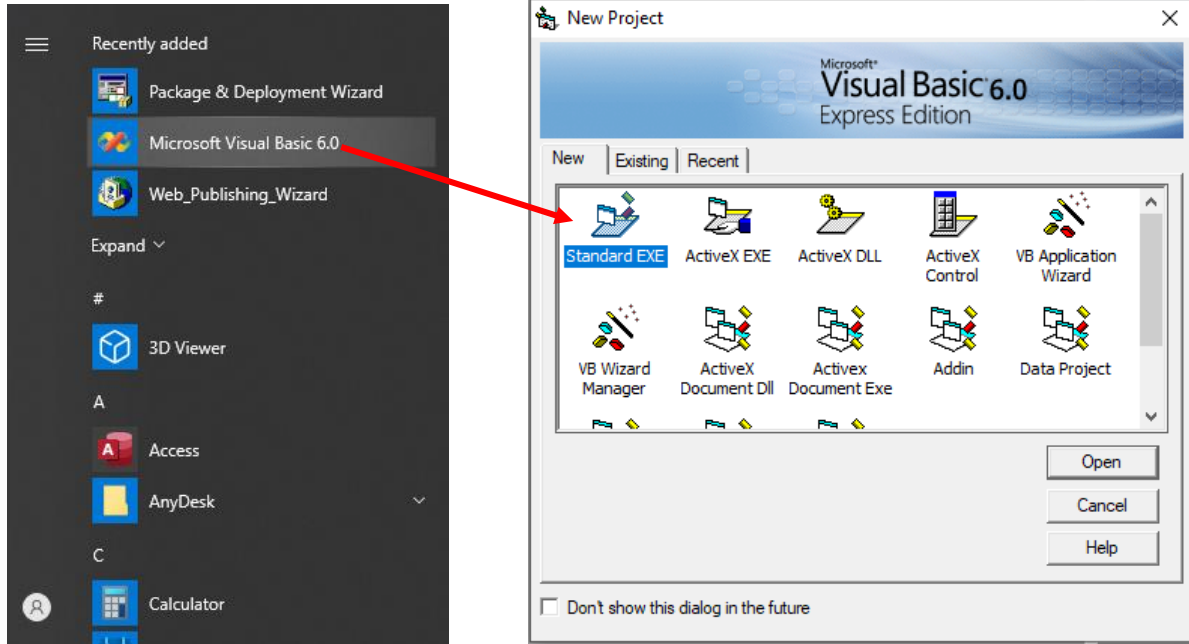 Recently added
Package & Deployment Wizard
Microsoft Visual Basic 6.0
Web_Publishing_Wizard
Expand
#
3D Viewer
A
Access
AnyDesk
C
Calculator
New Project
Microsoft®
Visual Basic 6.0
Express Edition
New Existing Recent
Standard EXE ActiveX EXE ActiveX DLL ActiveX Control VB Application Wizard
VB Wizard Manager ActiveX Document Dll Activex Document Exe Addin Data Project
Open
Cancel
Help
Don't show this dialog in the future